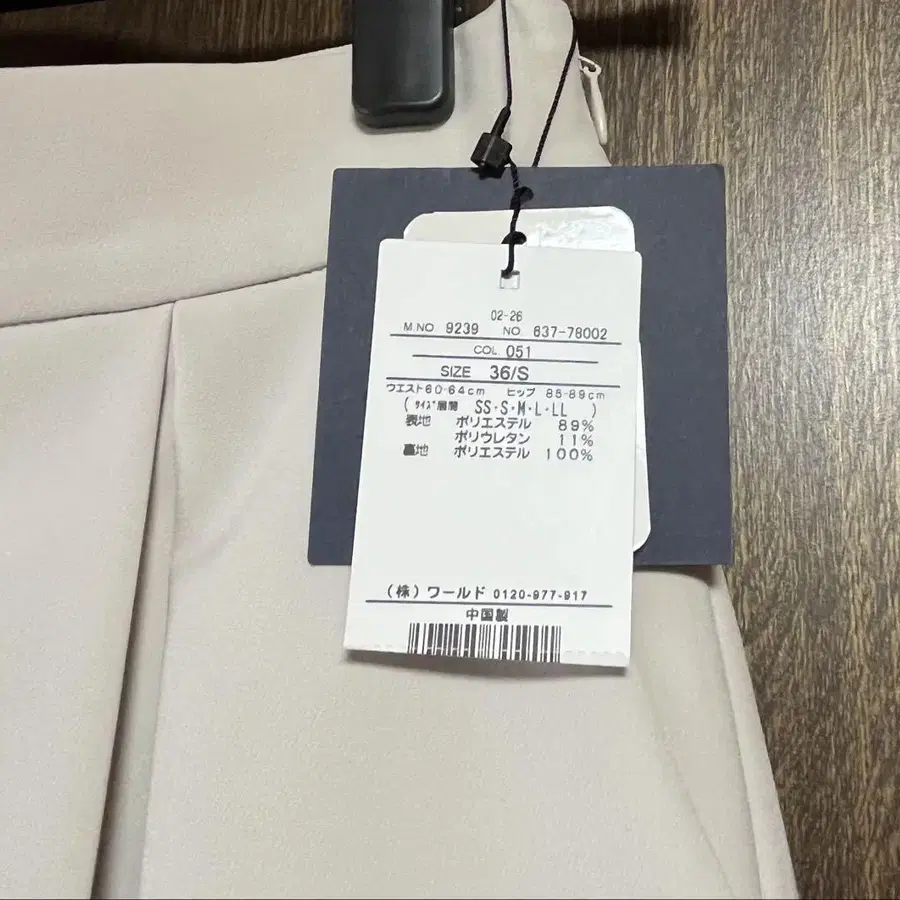 02-26
M.NO 9239 NO 637-78002
COL. 051
SIZE 36/S
ウエスト60-64cm ヒップ 85-89cm
( ｻｲｽﾞ展開 SS・S・M・L・LL )
表地 ポリエステル 89%
ポリウレタン 11%
裏地 ポリエステル 100%
(株)ワールド 0120-977-917
中国製